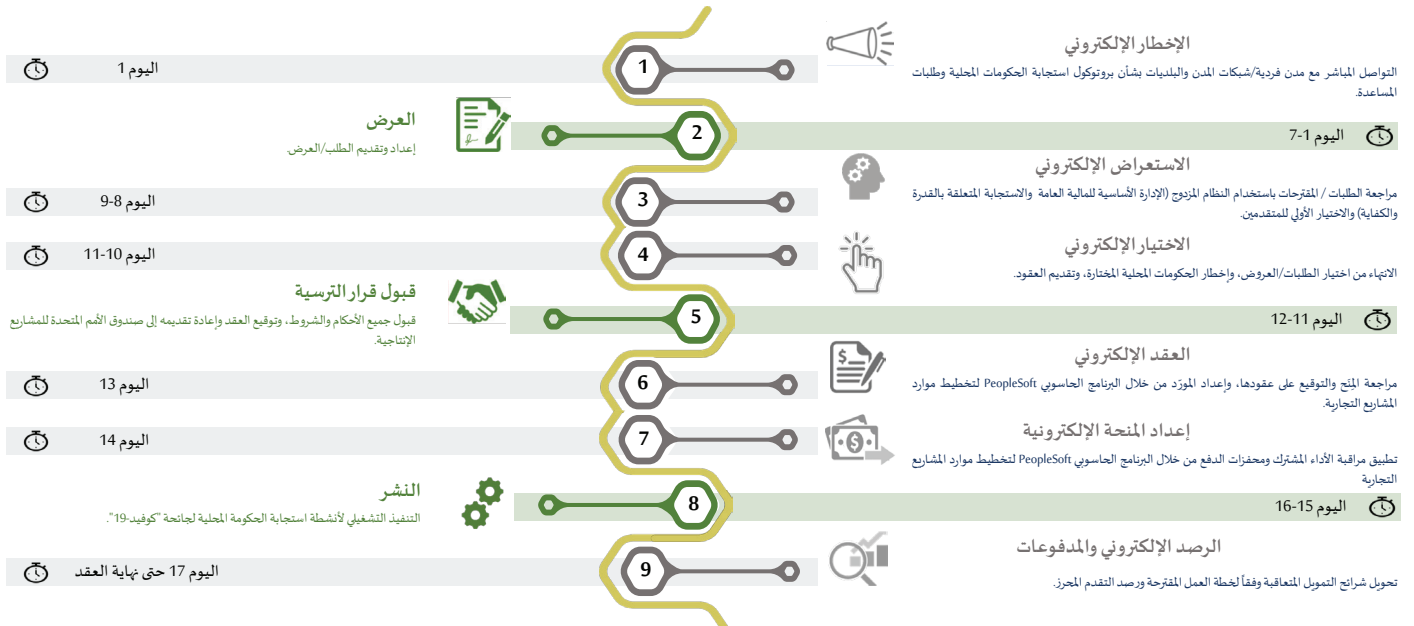 الإخطار الإلكتروني
التواصل المباشر مع مدن فردية/شبكات المدن والبلديات بشأن بروتوكول استجابة الحكومات المحلية وطلبات
المساعدة.
1
اليوم 1
العرض
إعداد وتقديم الطلب/العرض.
2
اليوم 1-7
الاستعراض الإلكتروني
مراجعة الطلبات / المقترحات باستخدام النظام المزدوج (الإدارة الأساسية للمالية العامة والاستجابة المتعلقة بالقدرة
والكفاية) والاختيار الأولي للمتقدمين.
3
اليوم 8-9
الاختيار الإلكتروني
الانتهاء من اختيار الطلبات/العروض، وإخطار الحكومات المحلية المختارة، وتقديم العقود.
4
اليوم 10-11
قبول قرار الترسية
قبول جميع الأحكام والشروط، وتوقيع العقد وإعادة تقديمه إلى صندوق الأمم المتحدة للمشاريع
الإنتاجية.
5
اليوم 11-12
العقد الإلكتروني
مراجعة المِنَح والتوقيع على عقودها، وإعداد المورّد من خلال البرنامج الحاسوبي PeopleSoft لتخطيط موارد
المشاريع التجارية.
6
اليوم 13
إعداد المنحة الإلكترونية
تطبيق مراقبة الأداء المشترك ومحفزات الدفع من خلال البرنامج الحاسوبي PeopleSoft لتخطيط موارد المشاريع
التجارية
7
اليوم 14
النشر
التنفيذ التشغيلي لأنشطة استجابة الحكومة المحلية لجائحة "كوفيد-19".
8
اليوم 15-16
الرصد الإلكتروني والمدفوعات
تحويل شرائح التمويل المتعاقبة وفقاً لخطة العمل المقترحة ورصد التقدم المحرز.
9
اليوم 17 حتى نهاية العقد